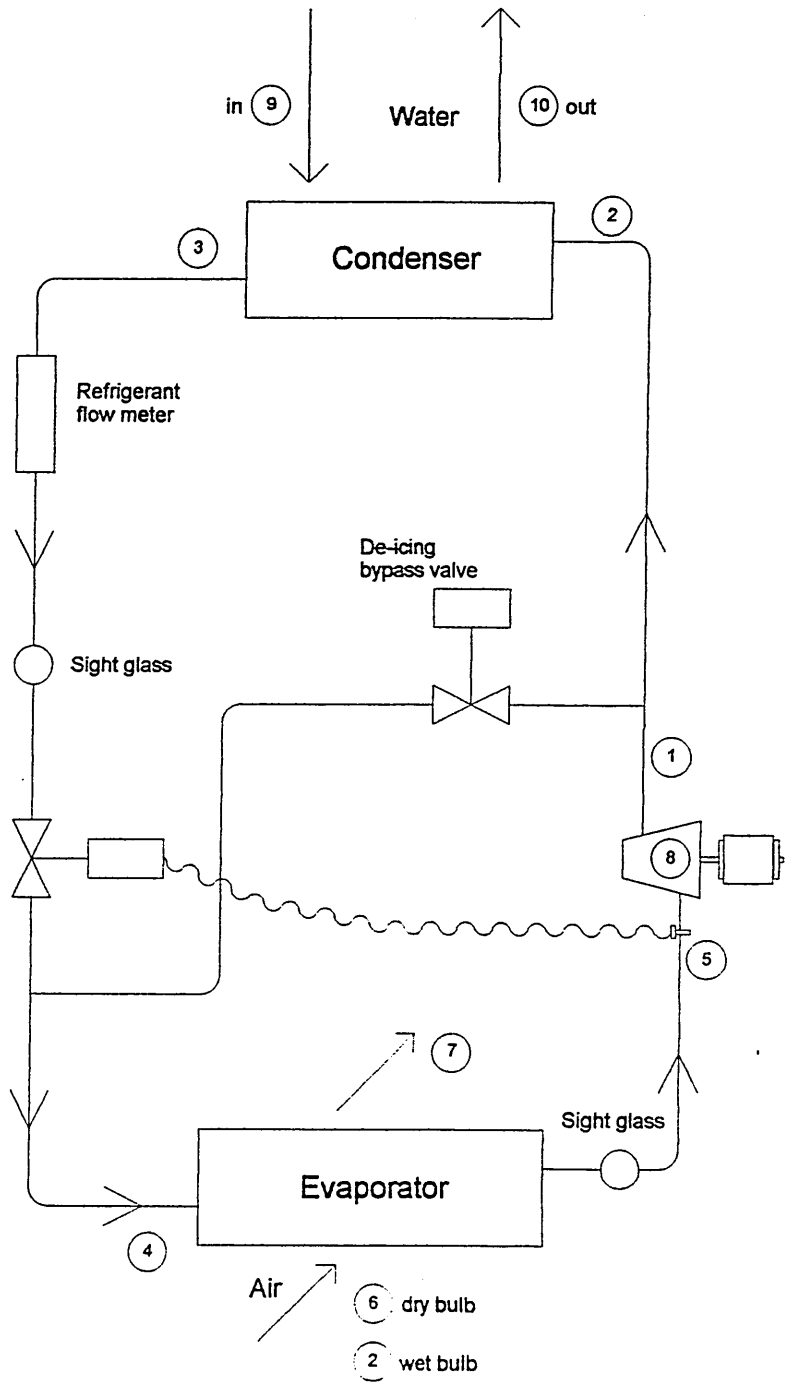 in 9
Water
10 out
2
3
Condenser
Refrigerant
flow meter
De-icing
bypass valve
Sight glass
1
8
5
7
Sight glass
Evaporator
4
Air
6 dry bulb
2 wet bulb